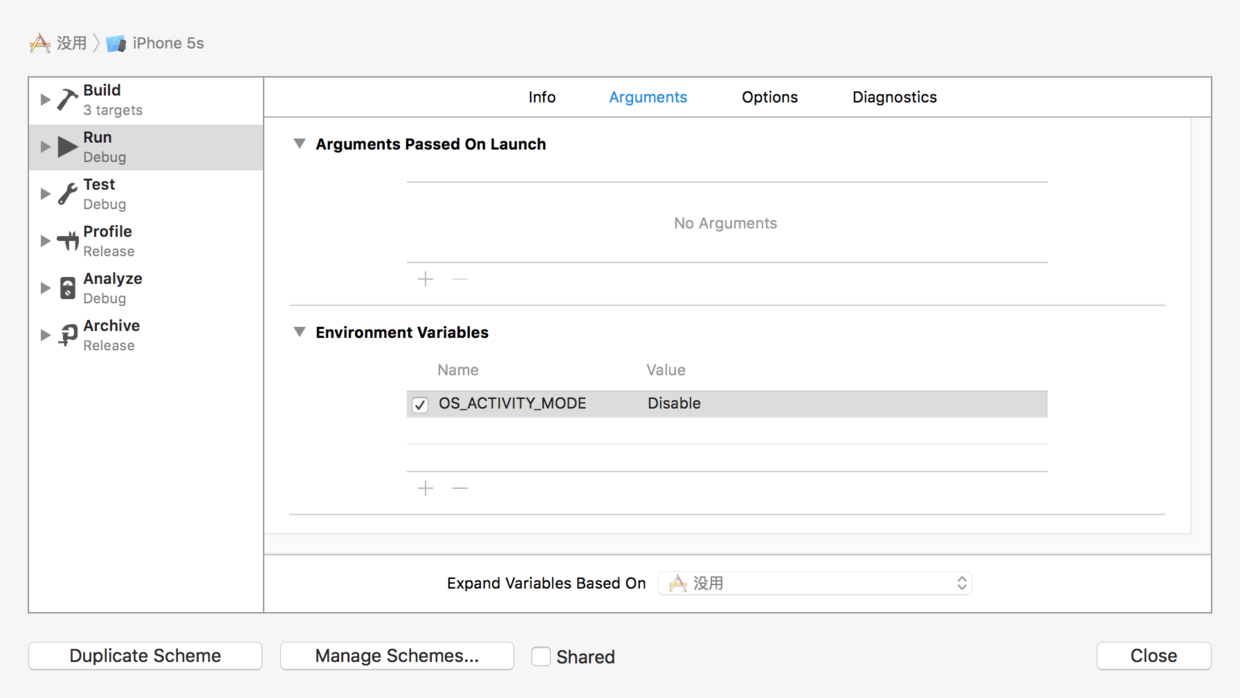 没用 iPhone 5s
Build
3 targets
Run
Debug
Test
Debug
Profile
Release
Analyze
Debug
Archive
Release
Info Arguments Options Diagnostics
Arguments Passed On Launch
No Arguments
Environment Variables
Name Value
OS_ACTIVITY_MODE Disable
Expand Variables Based On 没用
Duplicate Scheme Manage Schemes... Shared Close